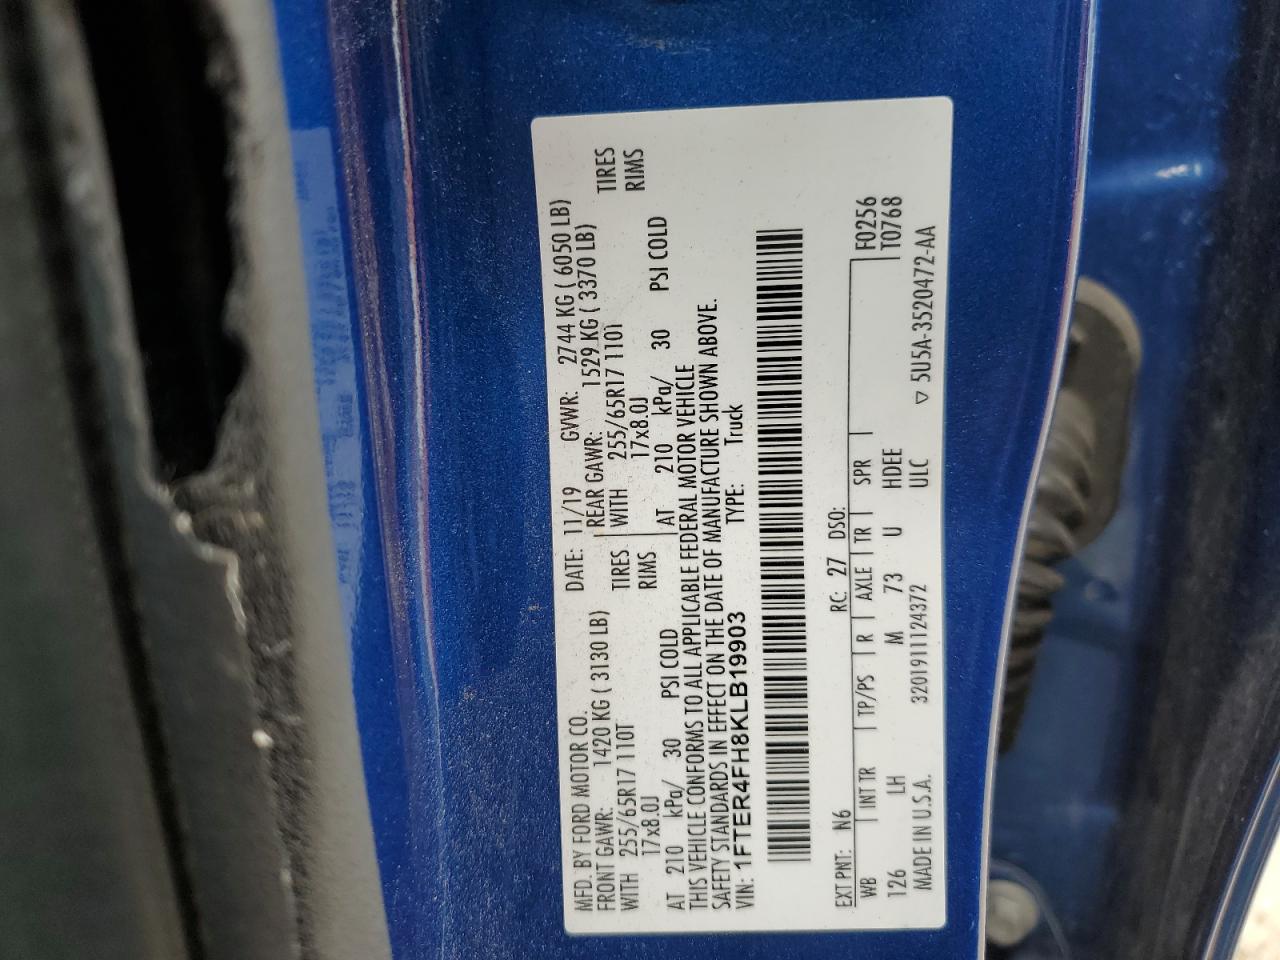 MFD. BY FORD MOTOR CO.
DATE: 11/19 GVWR: 2744 KG ( 6050 LB)
FRONT GAWR: 1420 KG ( 3130 LB) REAR GAWR: 1529 KG ( 3370 LB)
WITH 255/65R17 110T TIRES WITH 255/65R17 110T TIRES
17x8.0J RIMS 17x8.0J RIMS
AT 210 kPa/ 30 PSI COLD AT 210 kPa/ 30 PSI COLD
THIS VEHICLE CONFORMS TO ALL APPLICABLE FEDERAL MOTOR VEHICLE
SAFETY STANDARDS IN EFFECT ON THE DATE OF MANUFACTURE SHOWN ABOVE.
VIN: 1FTER4FH8KLB19903 TYPE: Truck
EXT PNT: N6 RC: 27 DSO: F0256
WB INT TR TP/PS R AXLE TR SPR T0768
126 LH M 73 U HDEE
MADE IN U.S.A. 3201911124372 ULC ▽ 5U5A-3520472-AA